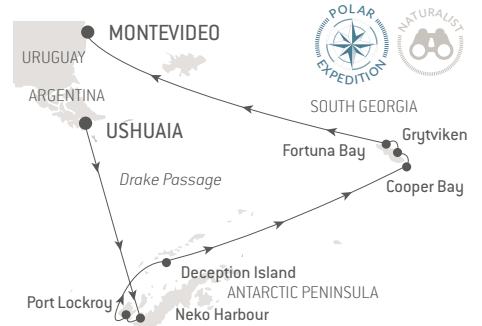 POLAR
EXPEDITION
NATURALIST
MONTEVIDEO
URUGUAY
ARGENTINA
SOUTH GEORGIA
USHUAIA
Grytviken
Fortuna Bay
Cooper Bay
Drake Passage
Deception Island
ANTARCTIC PENINSULA
Port Lockroy
Neko Harbour